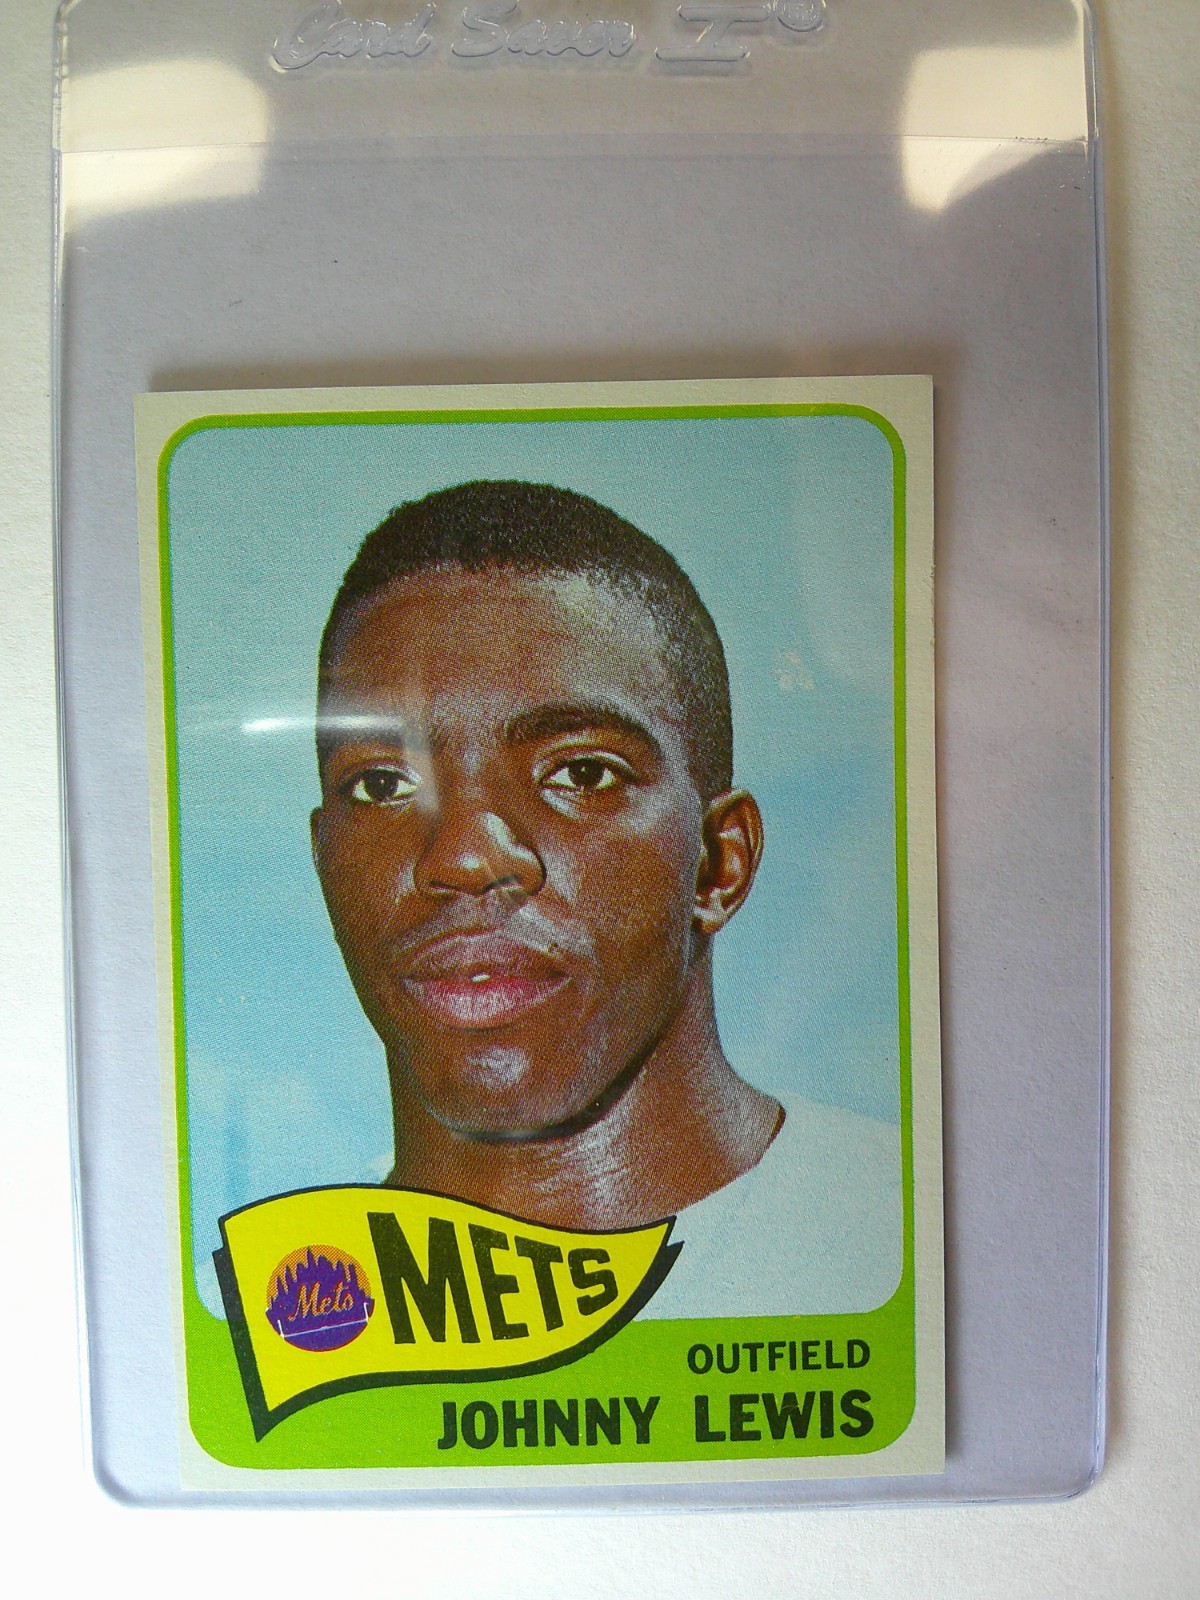 Card Saver I®
Mets
METS
OUTFIELD
JOHNNY LEWIS